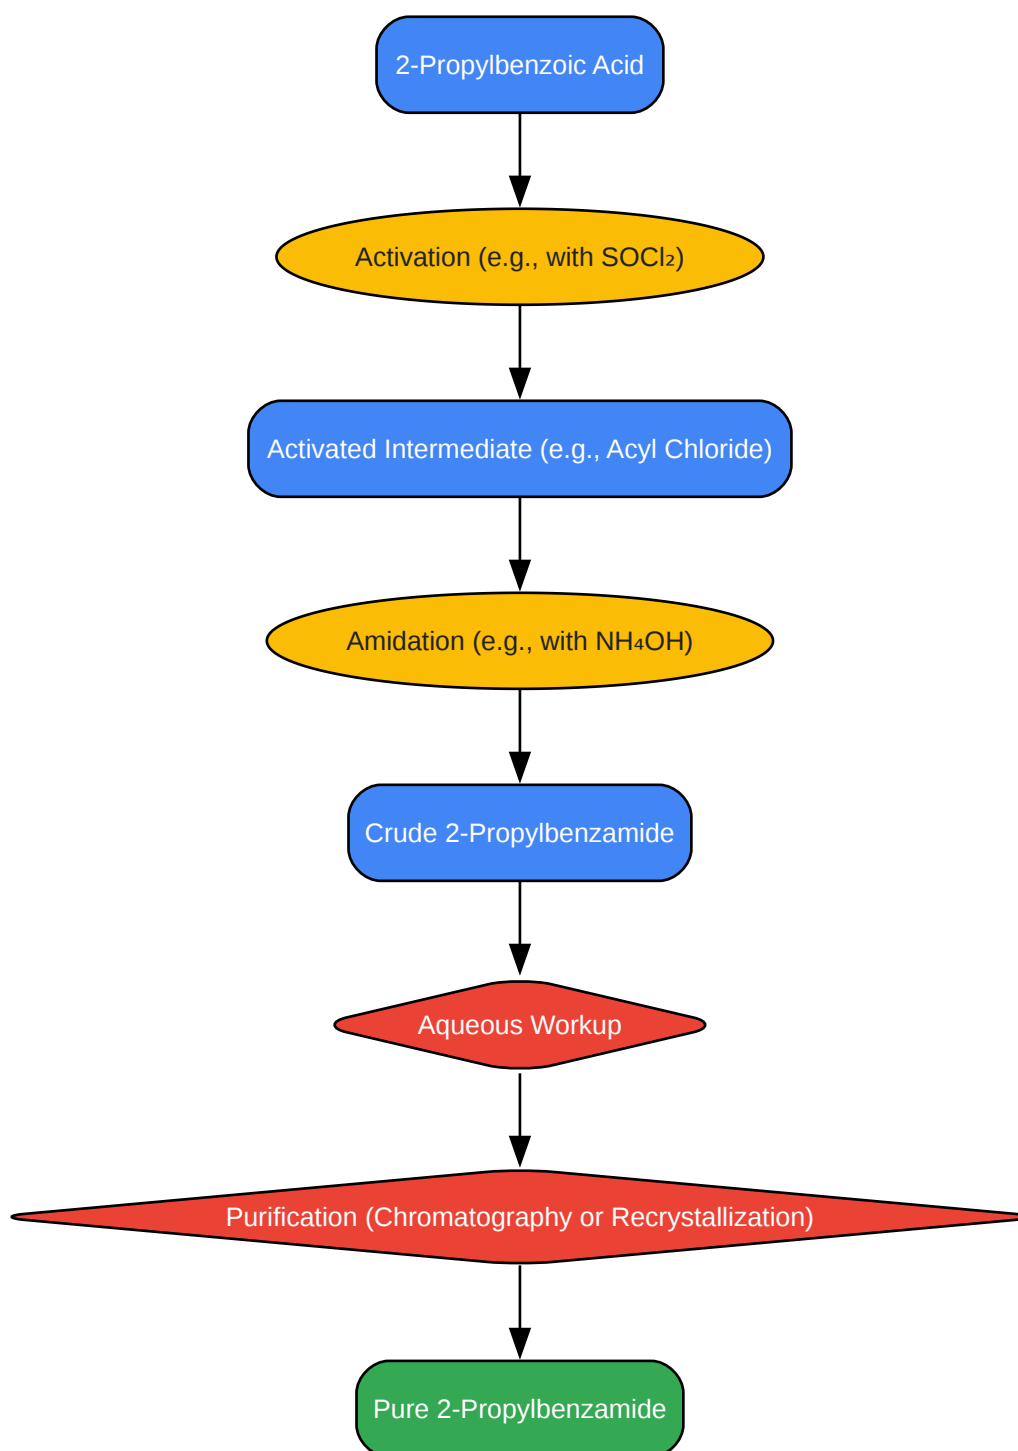 2-Propylbenzoic Acid
Activation (e.g., with SOCl₂)
Activated Intermediate (e.g., Acyl Chloride)
Amidation (e.g., with NH₄OH)
Crude 2-Propylbenzamide
Aqueous Workup
Purification (Chromatography or Recrystallization)
Pure 2-Propylbenzamide